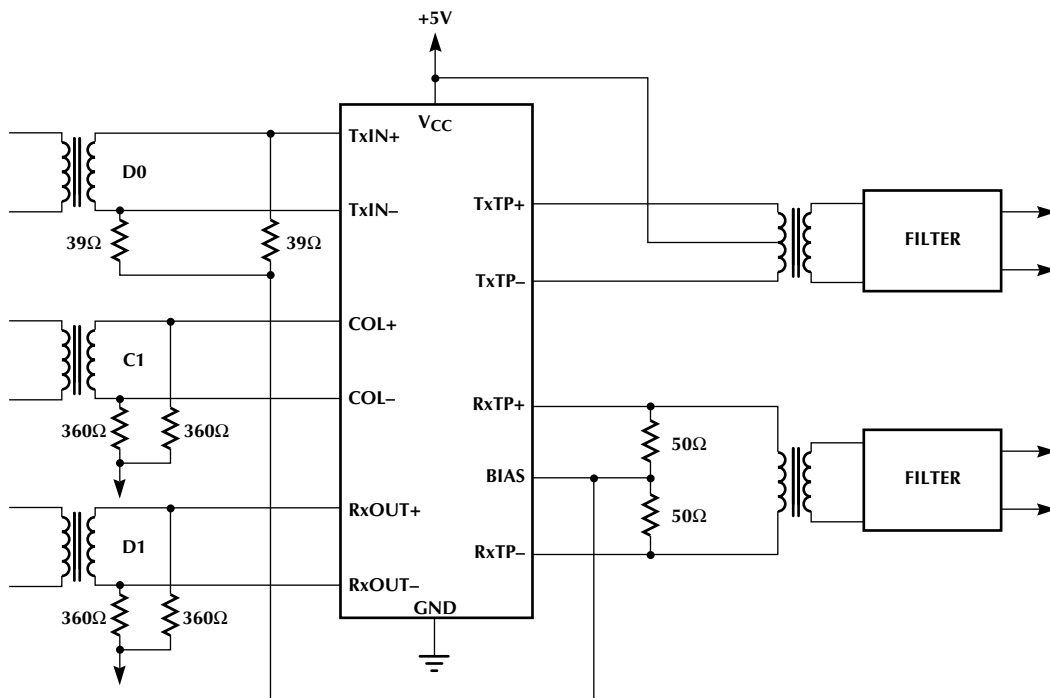 +5V
VCC
TxIN+
D0
TxIN–
39Ω
39Ω
TxTP+
TxTP–
FILTER
COL+
C1
COL–
360Ω
360Ω
RxTP+
50Ω
BIAS
50Ω
RxTP–
FILTER
RxOUT+
D1
RxOUT–
360Ω
360Ω
GND